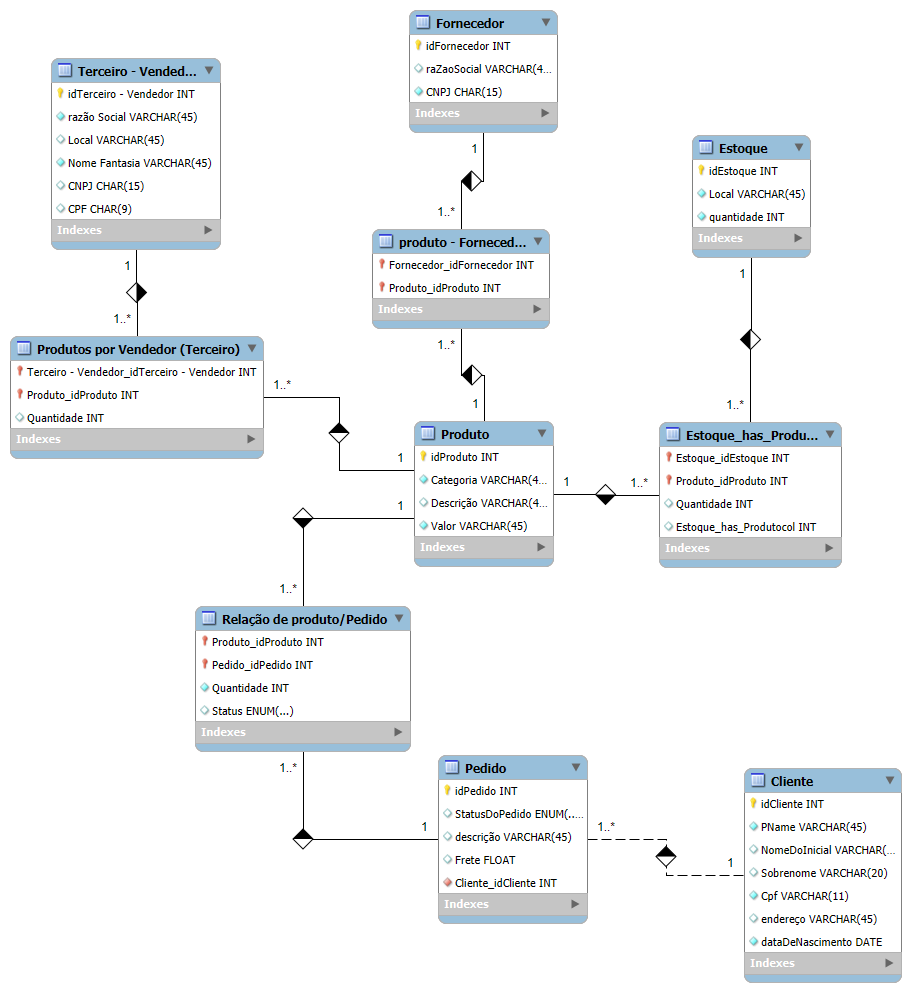 Fornecedor
idFornecedor INT
raZaoSocial VARCHAR(4...
CNPJ CHAR(15)
Indexes
1
1..*
Terceiro - Vended...
idTerceiro - Vendedor INT
razão Social VARCHAR(45)
Local VARCHAR(45)
Nome Fantasia VARCHAR(45)
CNPJ CHAR(15)
CPF CHAR(9)
Indexes
1
1..*
Estoque
idEstoque INT
Local VARCHAR(45)
quantidade INT
Indexes
1
1..*
produto - Forneced...
Fornecedor_idFornecedor INT
Produto_idProduto INT
Indexes
1..*
1
Produtos por Vendedor (Terceiro)
Terceiro - Vendedor_idTerceiro - Vendedor INT
Produto_idProduto INT
Quantidade INT
Indexes
1..*
1
Produto
idProduto INT
Categoria VARCHAR(4...
Descrição VARCHAR(4...
Valor VARCHAR(45)
Indexes
1
1..*
Estoque_has_Produ...
Estoque_idEstoque INT
Produto_idProduto INT
Quantidade INT
Estoque_has_Produtocol INT
Indexes
1
1..*
Relação de produto/Pedido
Produto_idProduto INT
Pedido_idPedido INT
Quantidade INT
Status ENUM(...)
Indexes
1..*
1
Pedido
idPedido INT
StatusDoPedido ENUM(...
descrição VARCHAR(45)
Frete FLOAT
Cliente_idCliente INT
Indexes
1..*
1
Cliente
idCliente INT
PName VARCHAR(45)
NomeDoInicial VARCHAR(...
Sobrenome VARCHAR(20)
Cpf VARCHAR(11)
endereço VARCHAR(45)
dataDeNascimento DATE
Indexes